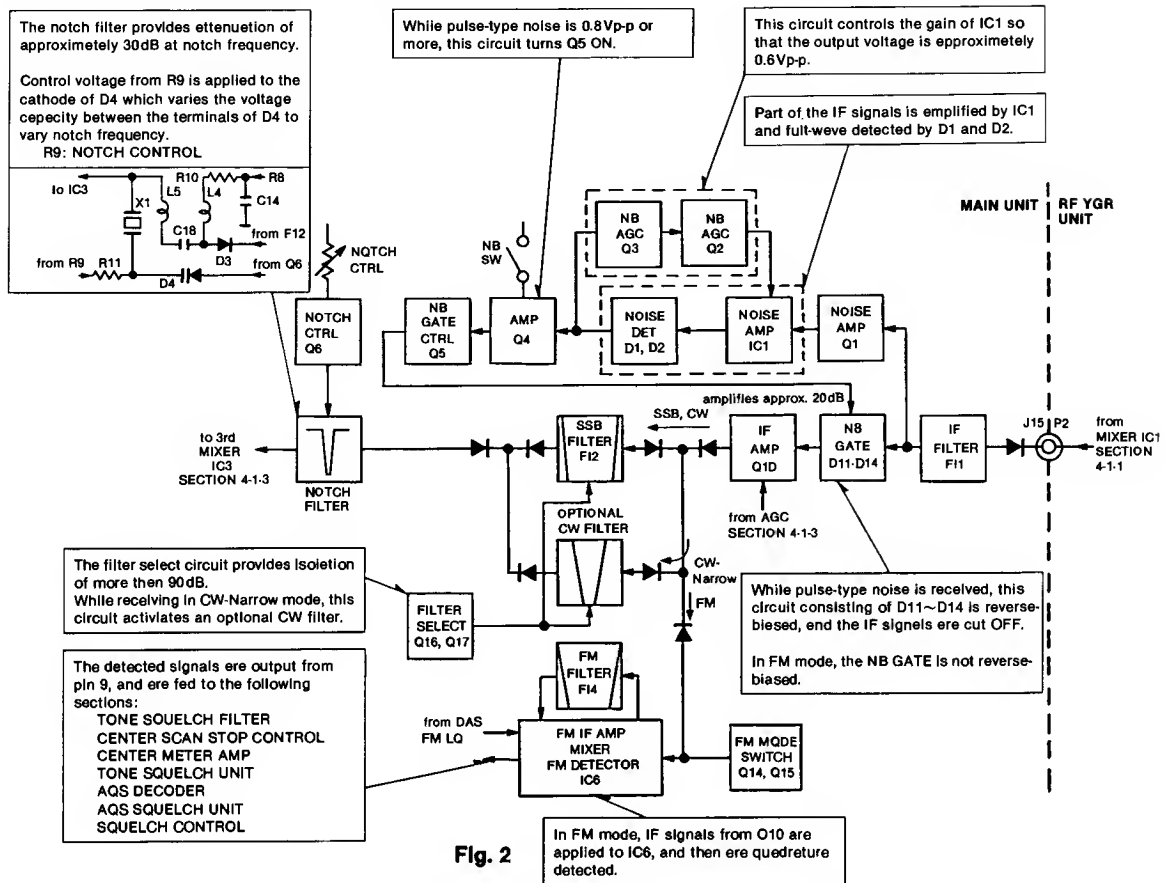 The notch filter provides ettenuetion of
approximetely 30dB at notch frequency.
Control voltage from R9 is applied to the
cathode of D4 which varies the voltage
cepecity between the terminals of D4 to
vary notch frequency.
R9: NOTCH CONTROL
to IC3
X1
L5
R10
L4
R8
C14
C18
from F12
D3
from R9
R11
D4
from Q6
While pulse-type noise is 0.8Vp-p or
more, this circuit turns Q5 ON.
This circuit controls the gain of IC1 so
that the output voltage is epproximetely
0.6Vp-p.
Part of the IF signals is emplified by IC1
and full-weve detected by D1 and D2.
MAIN UNIT
RF YGR
UNIT
NB
AGC
Q3
NB
AGC
Q2
NB
SW
NQTCH
CTRL
NOTCH
CTRL
Q6
NB
GATE
CTRL
Q5
AMP
Q4
NOISE
DET
D1, D2
NOISE
AMP
IC1
NOISE
AMP
Q1
amplifies approx. 20dB
SSB, CW
to 3rd
MIXER
IC3
SECTION 4-1-3
NOTCH
FILTER
SSB
FILTER
FI2
IF
AMP
Q1D
NB
GATE
D11-D14
IF
FILTER
FI1
J15
P2
from
MIXER IC1
SECTION
4-1-1
from AGC
SECTION 4-1-3
OPTIONAL
CW FILTER
CW-
Narrow
FM
The filter select circuit provides Isoletion
of more then 90dB.
While receiving in CW-Narrow mode, this
circuit activiates an optional CW filter.
FILTER
SELECT
Q16, Q17
While pulse-type noise is received, this
circuit consisting of D11~D14 is reverse-
biesed, end the IF signels ere cut OFF.
In FM mode, the NB GATE is not reverse-
biased.
The detected signals ere output from
pin 9, and ere fed to the following
sections:
TONE SOUELCH FILTER
CENTER SCAN STOP CONTROL
CENTER METER AMP
TONE SQUELCH UNIT
AQS DECODER
AQS SQUELCH UNIT
SQUELCH CONTROL
FM
FILTER
FI4
from DAS
FM LQ
FM IF AMP
MIXER
FM DETECTOR
IC6
FM MQDE
SWITCH
Q14, Q15
In FM mode, IF signals from O10 are
applied to IC6, and then ere quedreture
detected.
Fig. 2